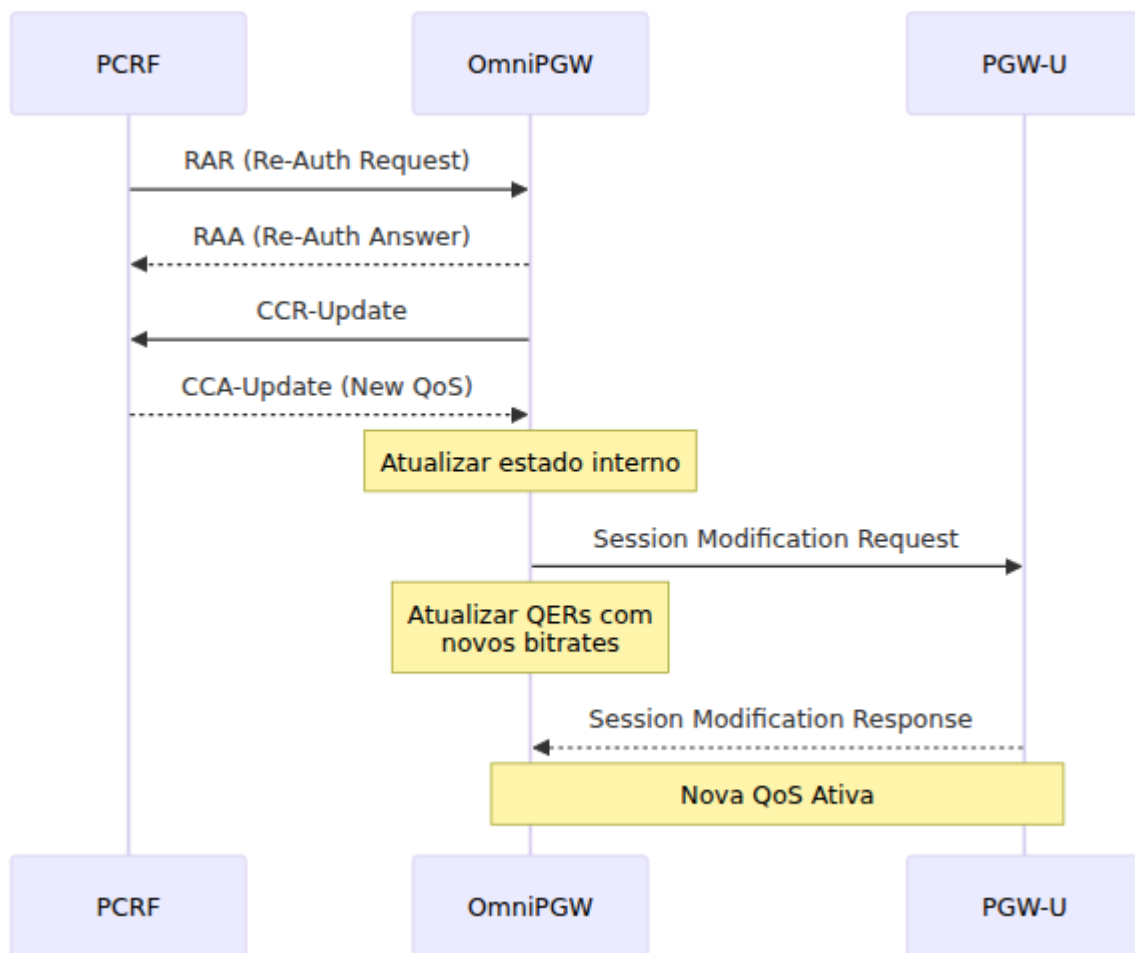 PCRF
OmniPGW
PGW-U
RAR (Re-Auth Request)
RAA (Re-Auth Answer)
CCR-Update
CCA-Update (New QoS)
Atualizar estado interno
Session Modification Request
Atualizar QERs com
novos bitrates
Session Modification Response
Nova QoS Ativa
PCRF
OmniPGW
PGW-U